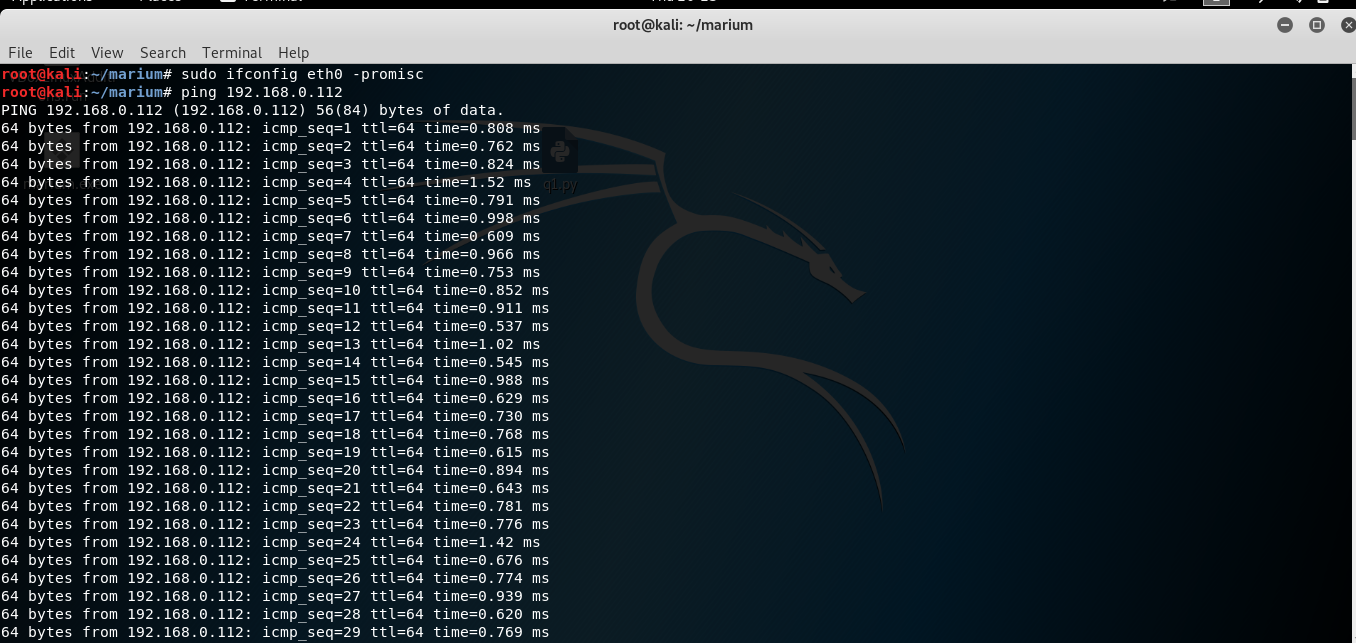 Applications Places Terminal
root@kali: ~/marium
File Edit View Search Terminal Help
root@kali:~/marium# sudo ifconfig eth0 -promisc
root@kali:~/marium# ping 192.168.0.112
PING 192.168.0.112 (192.168.0.112) 56(84) bytes of data.
64 bytes from 192.168.0.112: icmp_seq=1 ttl=64 time=0.808 ms
64 bytes from 192.168.0.112: icmp_seq=2 ttl=64 time=0.762 ms
64 bytes from 192.168.0.112: icmp_seq=3 ttl=64 time=0.824 ms
64 bytes from 192.168.0.112: icmp_seq=4 ttl=64 time=1.52 ms
q1.py
64 bytes from 192.168.0.112: icmp_seq=5 ttl=64 time=0.791 ms
64 bytes from 192.168.0.112: icmp_seq=6 ttl=64 time=0.998 ms
64 bytes from 192.168.0.112: icmp_seq=7 ttl=64 time=0.609 ms
64 bytes from 192.168.0.112: icmp_seq=8 ttl=64 time=0.966 ms
64 bytes from 192.168.0.112: icmp_seq=9 ttl=64 time=0.753 ms
64 bytes from 192.168.0.112: icmp_seq=10 ttl=64 time=0.852 ms
64 bytes from 192.168.0.112: icmp_seq=11 ttl=64 time=0.911 ms
64 bytes from 192.168.0.112: icmp_seq=12 ttl=64 time=0.537 ms
64 bytes from 192.168.0.112: icmp_seq=13 ttl=64 time=1.02 ms
64 bytes from 192.168.0.112: icmp_seq=14 ttl=64 time=0.545 ms
64 bytes from 192.168.0.112: icmp_seq=15 ttl=64 time=0.988 ms
64 bytes from 192.168.0.112: icmp_seq=16 ttl=64 time=0.629 ms
64 bytes from 192.168.0.112: icmp_seq=17 ttl=64 time=0.730 ms
64 bytes from 192.168.0.112: icmp_seq=18 ttl=64 time=0.768 ms
64 bytes from 192.168.0.112: icmp_seq=19 ttl=64 time=0.615 ms
64 bytes from 192.168.0.112: icmp_seq=20 ttl=64 time=0.894 ms
64 bytes from 192.168.0.112: icmp_seq=21 ttl=64 time=0.643 ms
64 bytes from 192.168.0.112: icmp_seq=22 ttl=64 time=0.781 ms
64 bytes from 192.168.0.112: icmp_seq=23 ttl=64 time=0.776 ms
64 bytes from 192.168.0.112: icmp_seq=24 ttl=64 time=1.42 ms
64 bytes from 192.168.0.112: icmp_seq=25 ttl=64 time=0.676 ms
64 bytes from 192.168.0.112: icmp_seq=26 ttl=64 time=0.774 ms
64 bytes from 192.168.0.112: icmp_seq=27 ttl=64 time=0.939 ms
64 bytes from 192.168.0.112: icmp_seq=28 ttl=64 time=0.620 ms
64 bytes from 192.168.0.112: icmp_seq=29 ttl=64 time=0.769 ms